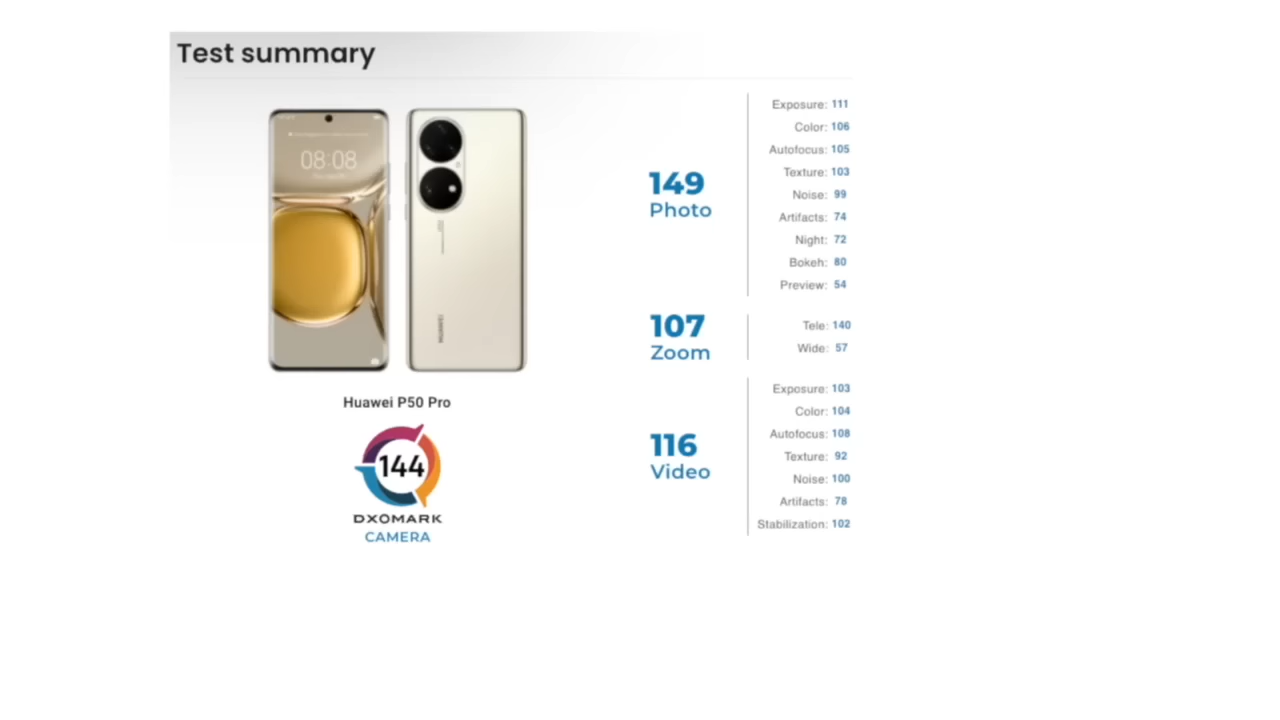 Test summary
08:08
HUAWEI
Huawei P50 Pro
144
DXOMARK
CAMERA
149
Photo
Exposure: 111
Color: 106
Autofocus: 105
Texture: 103
Noise: 99
Artifacts: 74
Night: 72
Bokeh: 80
Preview: 54
107
Zoom
Tele: 140
Wide: 57
116
Video
Exposure: 103
Color: 104
Autofocus: 108
Texture: 92
Noise: 100
Artifacts: 78
Stabilization: 102